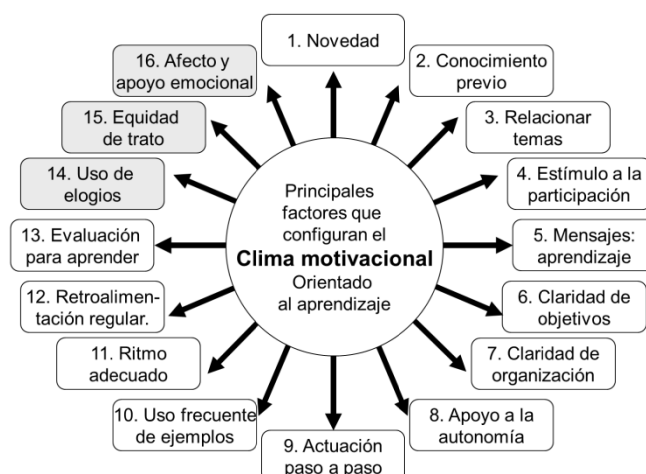 Principales
factores que
configuran el
Clima motivacional
Orientado
al aprendizaje
1. Novedad
2. Conocimiento
previo
3. Relacionar
temas
4. Estímulo a la
participación
5. Mensajes:
aprendizaje
6. Claridad de
objetivos
7. Claridad de
organización
8. Apoyo a la
autonomía
9. Actuación
paso a paso
10. Uso frecuente
de ejemplos
11. Ritmo
adecuado
12. Retroalimen-
tación regular.
13. Evaluación
para aprender
14. Uso de
elogios
15. Equidad
de trato
16. Afecto y
apoyo emocional